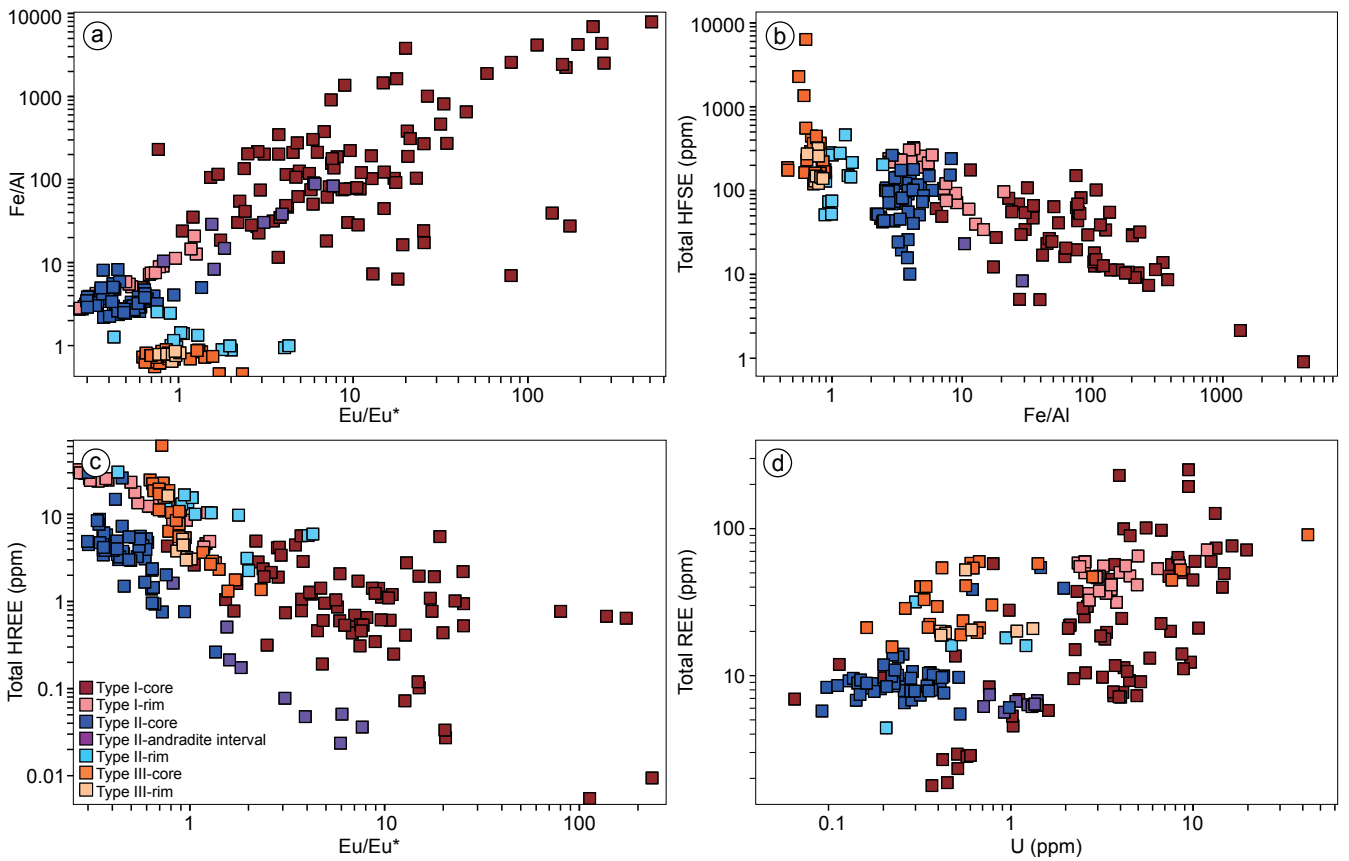 a
10000
1000
100
10
1
Fe/Al
1
10
100
Eu/Eu*
b
10000
1000
100
10
1
Total HFSE (ppm)
1
10
100
1000
Fe/Al
c
10
1
0.1
0.01
Total HREE (ppm)
Type I-core
Type I-rim
Type II-core
Type II-andradite interval
Type II-rim
Type III-core
Type III-rim
1
10
100
Eu/Eu*
d
100
10
Total REE (ppm)
0.1
1
10
U (ppm)